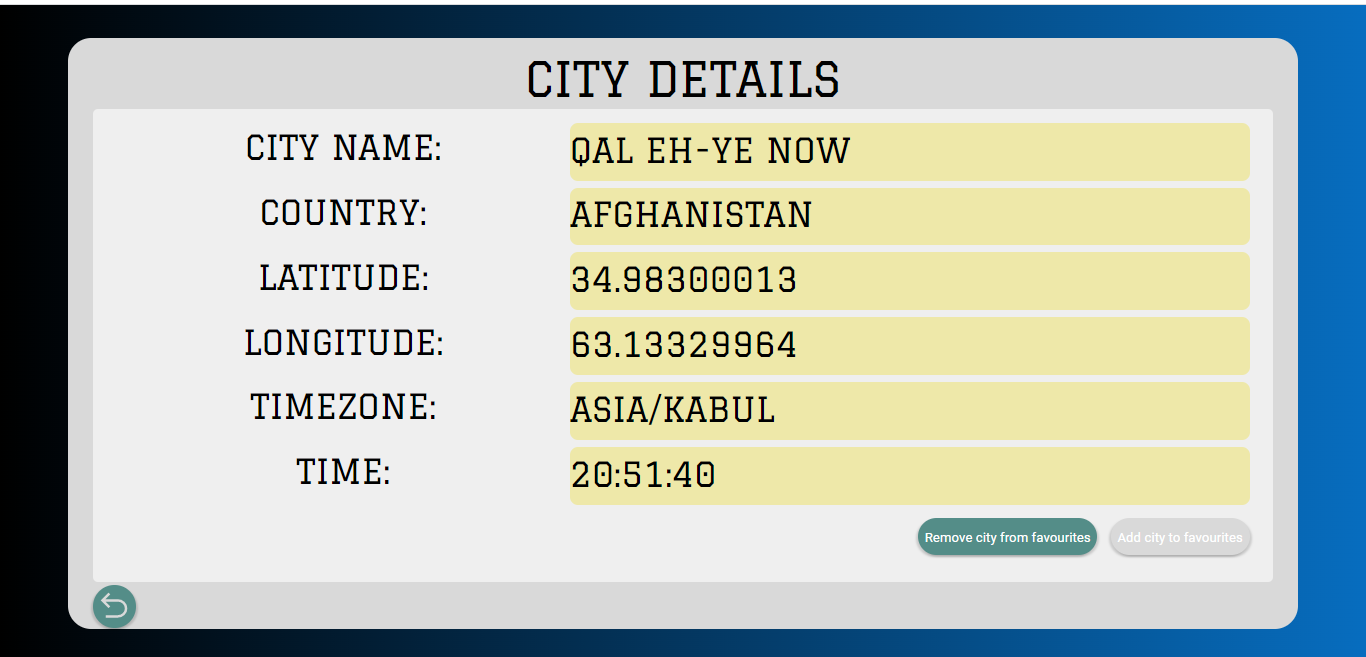 CITY DETAILS
CITY NAME: QAL EH-YE NOW
COUNTRY: AFGHANISTAN
LATITUDE: 34.98300013
LONGITUDE: 63.13329964
TIMEZONE: ASIA/KABUL
TIME: 20:51:40
Remove city from favourites Add city to favourites